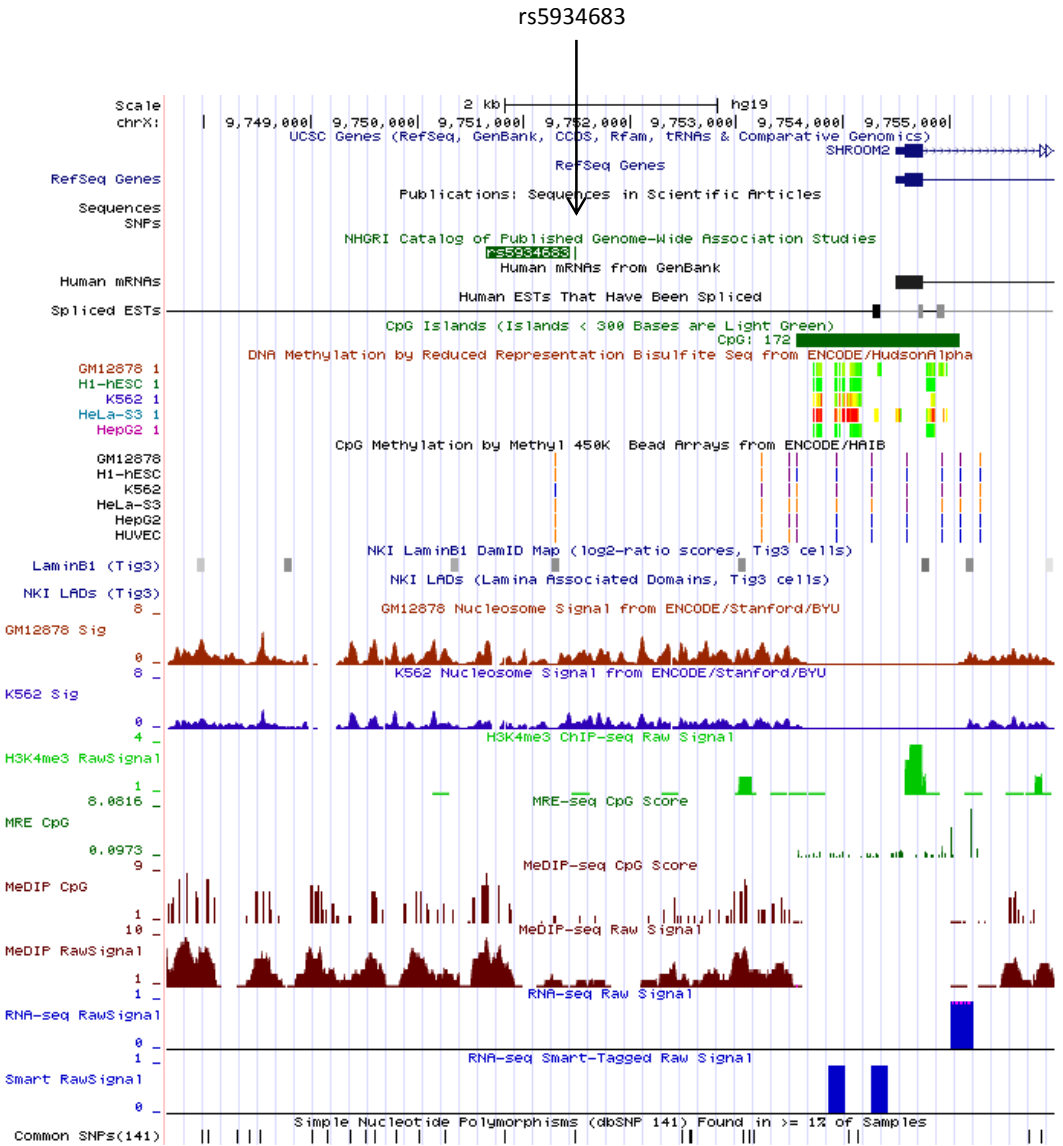 rs5934683
Scale 2 kb hg19
chrX: 9,749,000 9,750,000 9,751,000 9,752,000 9,753,000 9,754,000 9,755,000
UCSC Genes (RefSeq, GenBank, CCDS, Rfam, tRNAs & Comparative Genomics)
SHROOM2
RefSeq Genes
RefSeq Genes
Publications: Sequences in Scientific Articles
Sequences
SNPs
NHGRI Catalog of Published Genome-Wide Association Studies
rs5934683
Human mRNAs from GenBank
Human mRNAs
Human ESTs That Have Been Spliced
Spliced ESTs
CpG Islands (Islands < 300 Bases are Light Green)
CpG: 172
DNA Methylation by Reduced Representation Bisulfite Seq from ENCODE/HudsonAlpha
GM12878 1
H1-hESC 1
K562 1
HeLa-S3 1
HepG2 1
CpG Methylation by Methyl 450K Bead Arrays from ENCODE/HAIB
GM12878
H1-hESC
K562
HeLa-S3
HepG2
HUVEC
NKI LaminB1 DamID Map (log2-ratio scores, Tig3 cells)
LaminB1 (Tig3)
NKI LADs (Lamina Associated Domains, Tig3 cells)
NKI LADs (Tig3)
8 _
GM12878 Nucleosome Signal from ENCODE/Stanford/BYU
GM12878 Sig
0 _
8 _
K562 Nucleosome Signal from ENCODE/Stanford/BYU
K562 Sig
0 _
4 _
H3K4me3 ChIP-seq Raw Signal
H3K4me3 RawSignal
1 _
8.0816 _
MRE-seq CpG Score
MRE CpG
0.0973 _
9 _
MeDIP-seq CpG Score
MeDIP CpG
1 _
10 _
MeDIP-seq Raw Signal
MeDIP RawSignal
1 _
1 _
RNA-seq Raw Signal
RNA-seq RawSignal
0 _
1 _
RNA-seq Smart-Tagged Raw Signal
Smart RawSignal
0 _
Simple Nucleotide Polymorphisms (dbSNP 141) Found in >= 1% of Samples
Common SNPs(141)